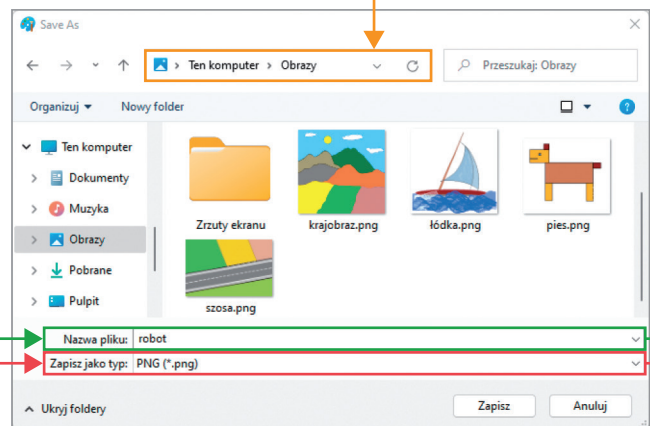 Save As
Ten komputer > Obrazy
Przeszukaj: Obrazy
Organizuj
Nowy folder
Ten komputer
Dokumenty
Muzyka
Obrazy
Pobrane
Pulpit
Zrzuty ekranu
krajobraz.png
łódka.png
pies.png
szosa.png
Nazwa pliku: robot
Zapisz jako typ: PNG (*.png)
Ukryj foldery
Zapisz
Anuluj